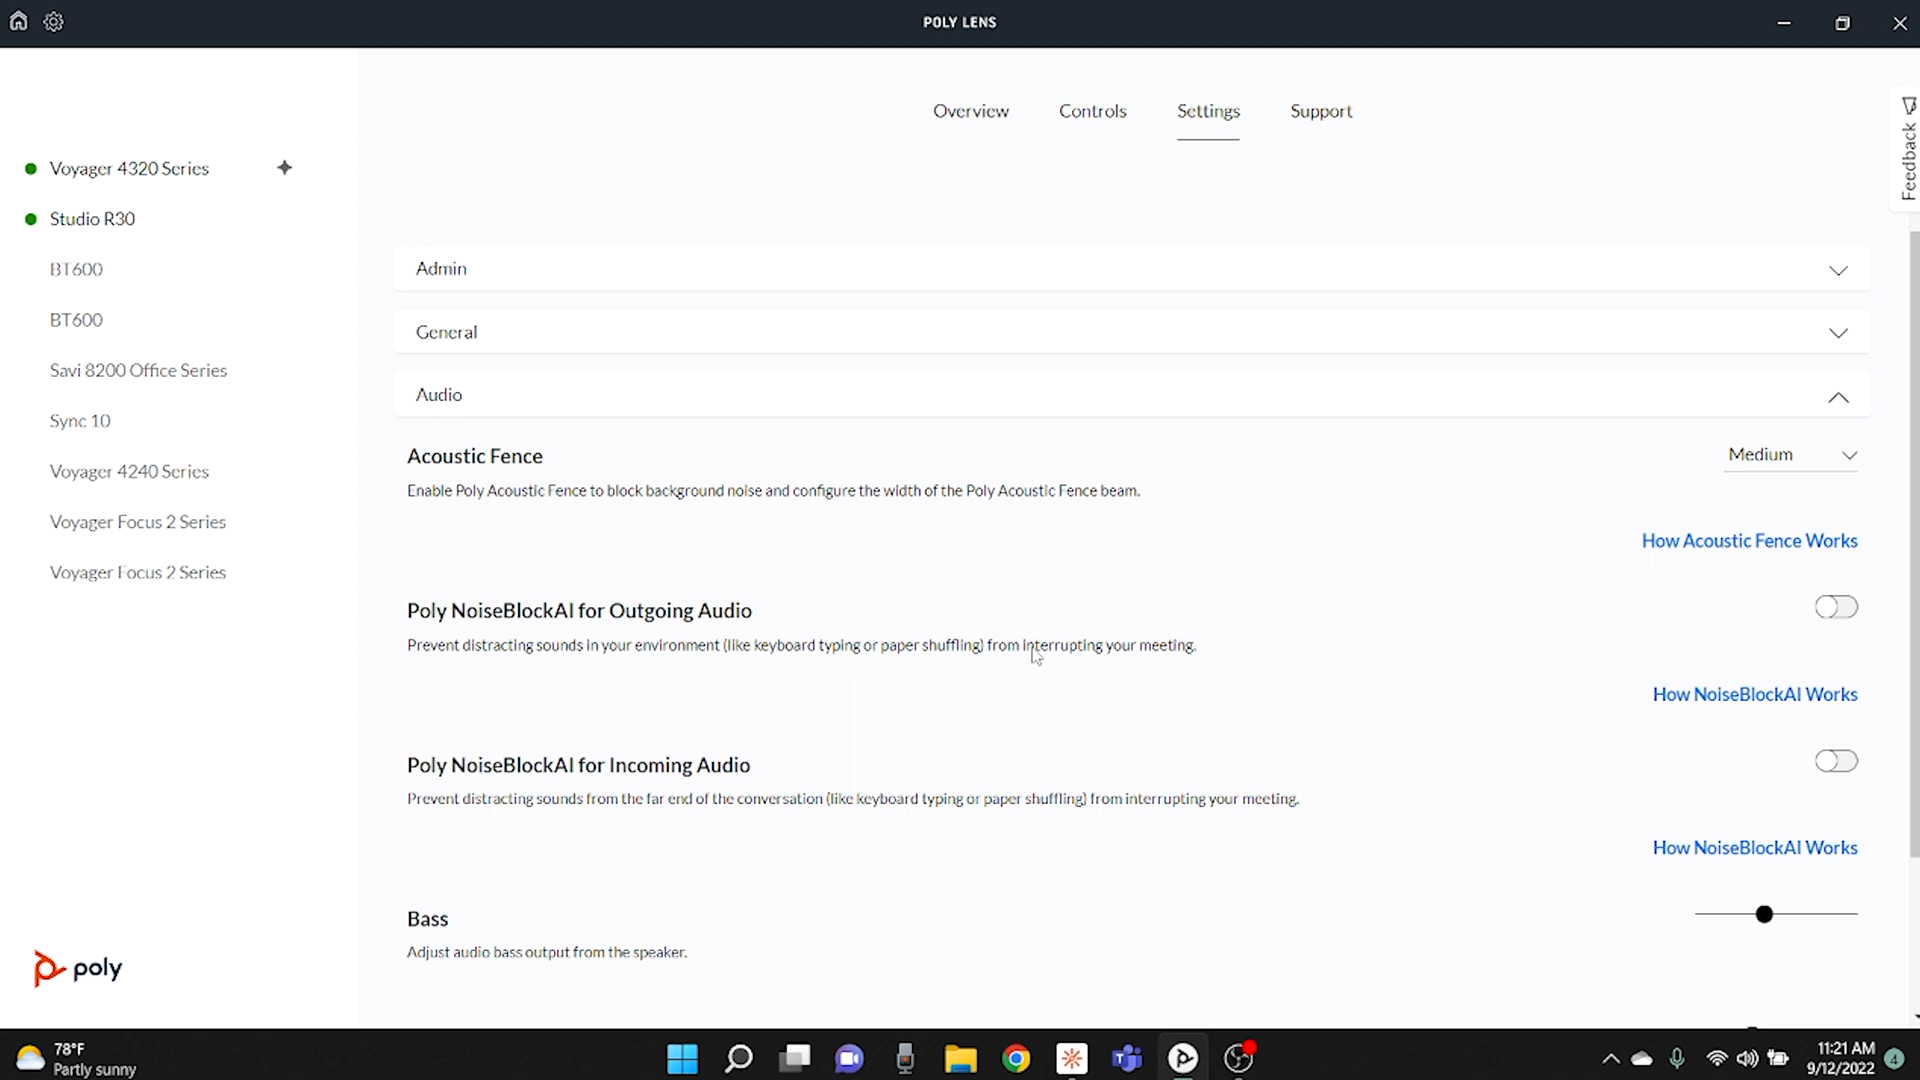 POLY LENS
Overview
Controls
Settings
Support
Feedback
Voyager 4320 Series
Studio R30
BT600
BT600
Savi 8200 Office Series
Sync 10
Voyager 4240 Series
Voyager Focus 2 Series
Voyager Focus 2 Series
Admin
General
Audio
Acoustic Fence
Medium
Enable Poly Acoustic Fence to block background noise and configure the width of the Poly Acoustic Fence beam.
How Acoustic Fence Works
Poly NoiseBlockAI for Outgoing Audio
Prevent distracting sounds in your environment (like keyboard typing or paper shuffling) from interrupting your meeting.
How NoiseBlockAI Works
Poly NoiseBlockAI for Incoming Audio
Prevent distracting sounds from the far end of the conversation (like keyboard typing or paper shuffling) from interrupting your meeting.
How NoiseBlockAI Works
Bass
Adjust audio bass output from the speaker.
poly
78°F
Partly sunny
11:21 AM
9/12/2022
4